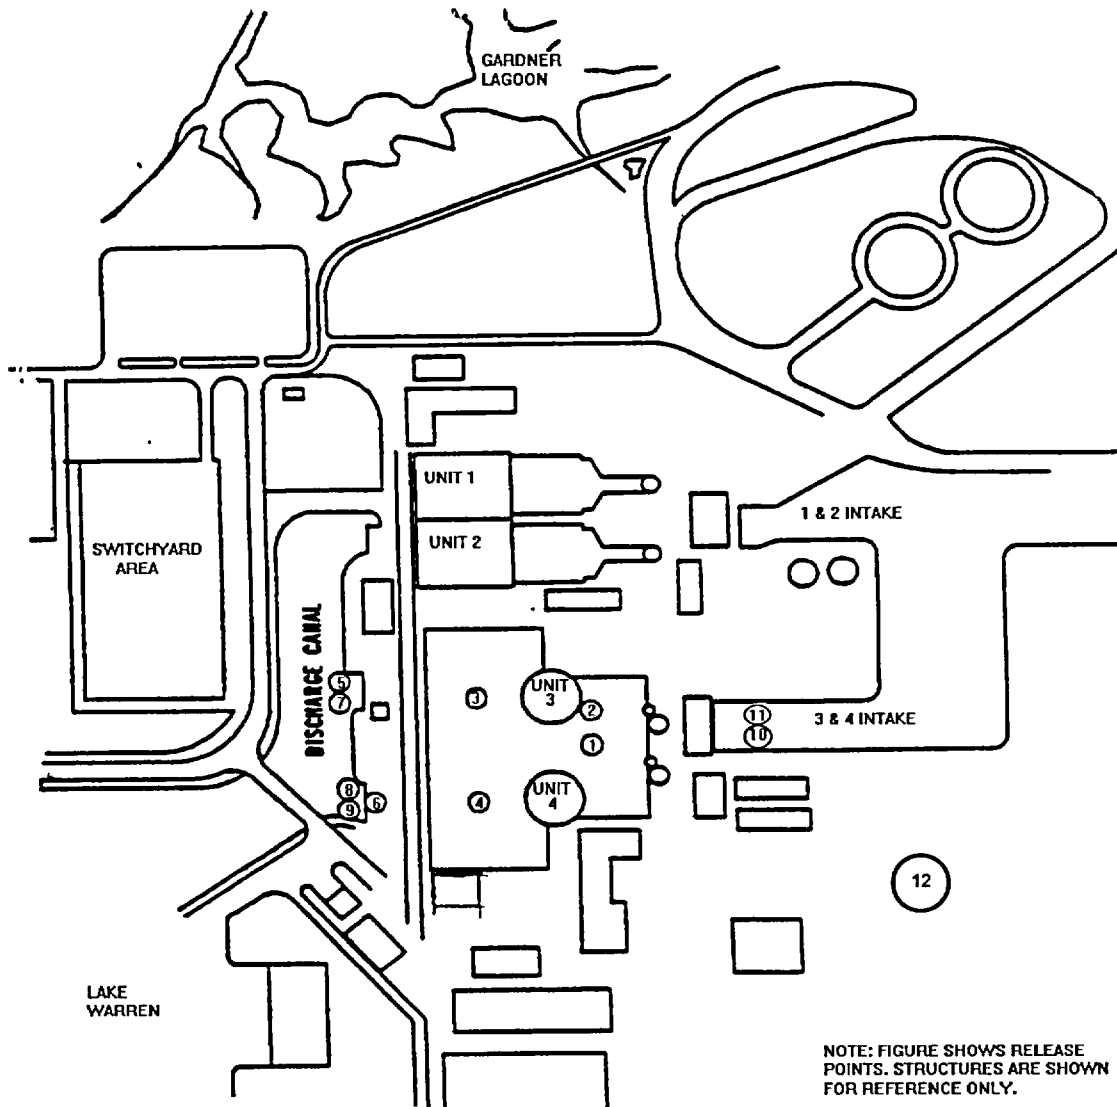 GARDNER
LAGOON
UNIT 1
1 & 2 INTAKE
UNIT 2
SWITCHYARD
AREA
DISCHARGE CANAL
5
7
3
UNIT
3
2
1
11
10
3 & 4 INTAKE
8
9
6
4
UNIT
4
12
LAKE
WARREN
NOTE: FIGURE SHOWS RELEASE
POINTS. STRUCTURES ARE SHOWN
FOR REFERENCE ONLY.